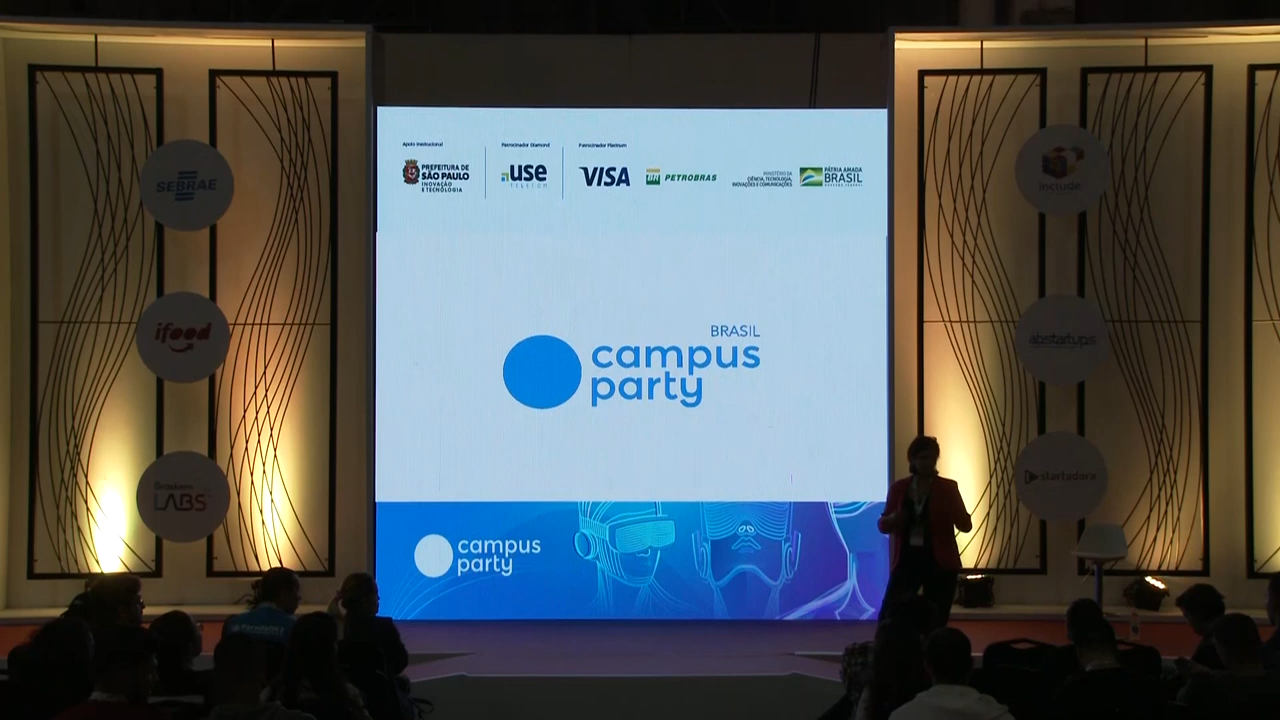 Apoio Institucional
PREFEITURA DE
SÃO PAULO
INOVAÇÃO
E TECNOLOGIA
Patrocinador Diamond
USE
TELECOM
Patrocinador Platinum
VISA
BR PETROBRAS
MINISTÉRIO DA
CIÊNCIA, TECNOLOGIA,
INOVAÇÕES E COMUNICAÇÕES
PÁTRIA AMADA
BRASIL
GOVERNO FEDERAL
BRASIL
campus
party
campus
party
SEBRAE
ifood
Braskem
LABS
include
abstartups
startadora